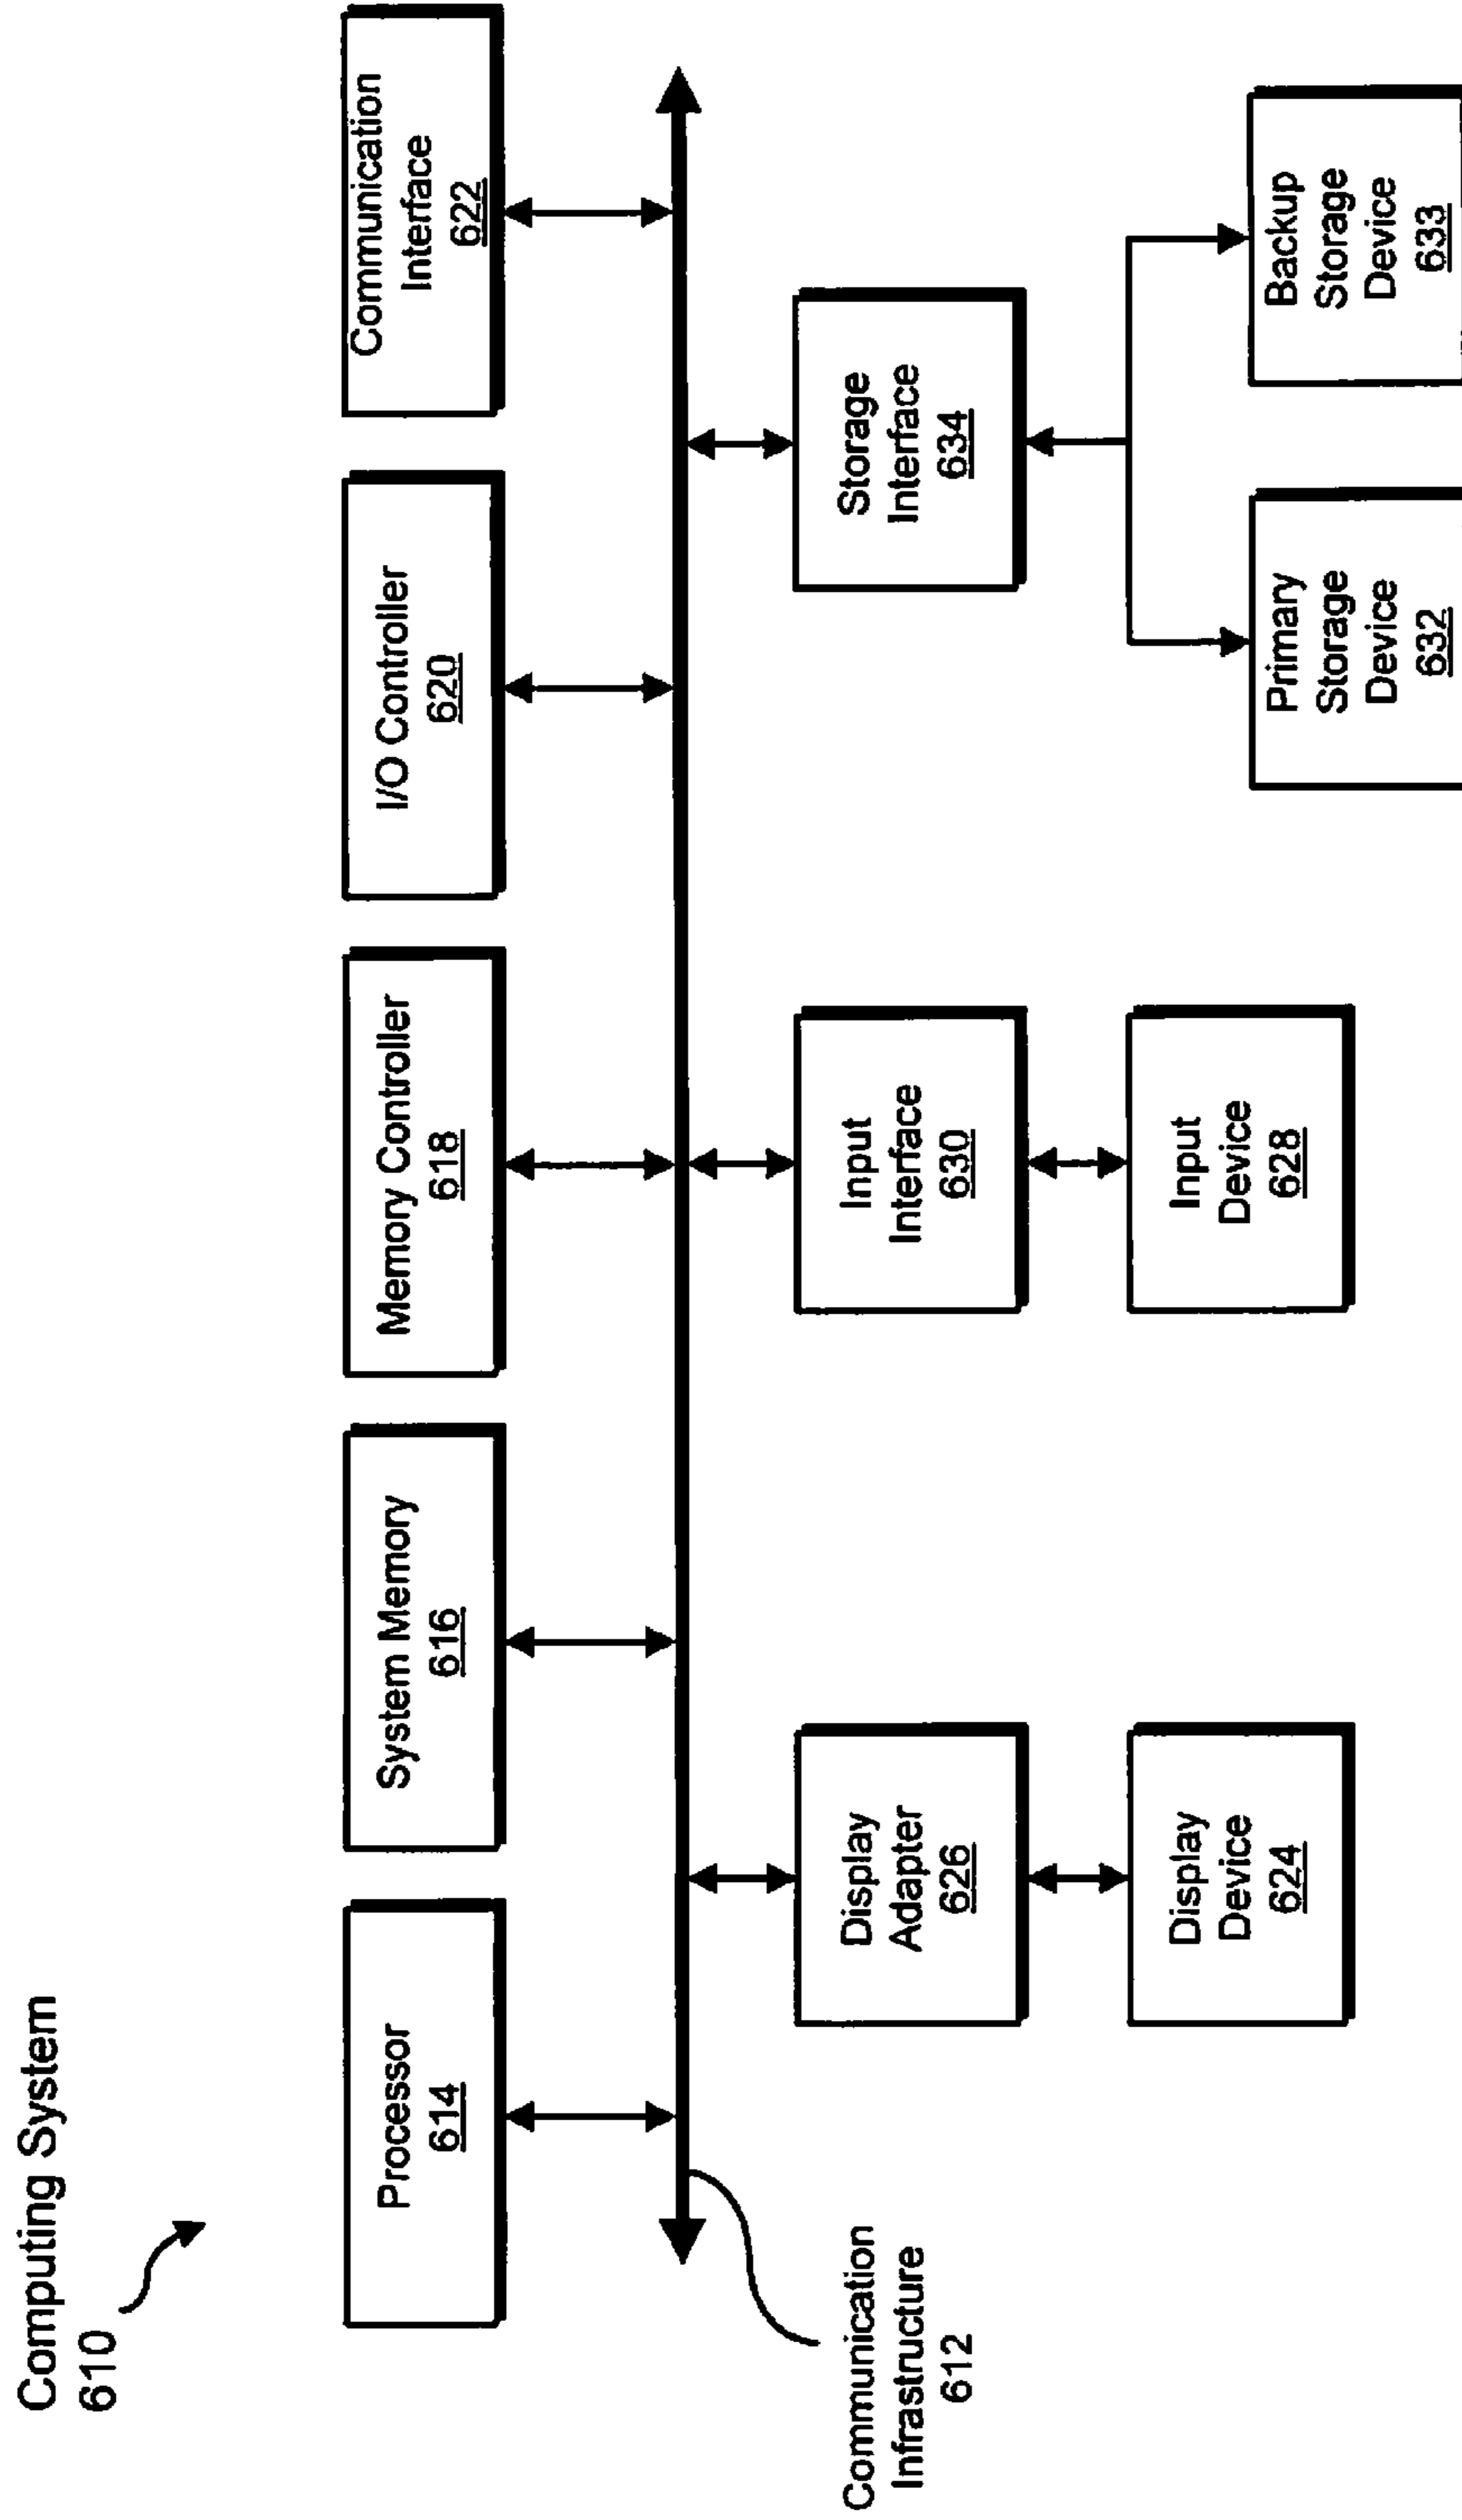 Computing System
610
Processor
614
System Memory
616
Memory Controller
618
I/O Controller
620
Communication
Interface
622
Communication
Infrastructure
612
Display
Adapter
626
Input
Interface
630
Storage
Interface
634
Display
Device
624
Input
Device
628
Primary
Storage
Device
632
Backup
Storage
Device
633